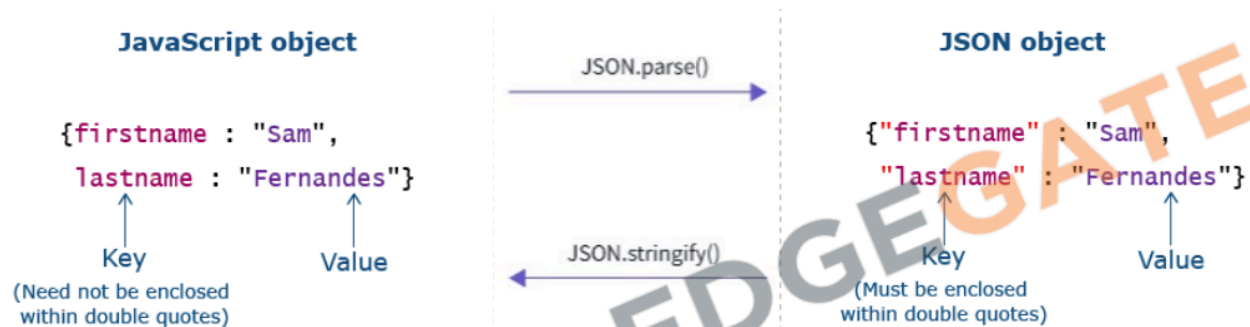 JavaScript object
{firstname : "Sam",
lastname : "Fernandes"}
Key
Value
(Need not be enclosed
within double quotes)
JSON.parse()
JSON.stringify()
JSON object
{"firstname" : "Sam",
"lastname" : "Fernandes"}
Key
Value
(Must be enclosed
within double quotes)
EDGEGATE